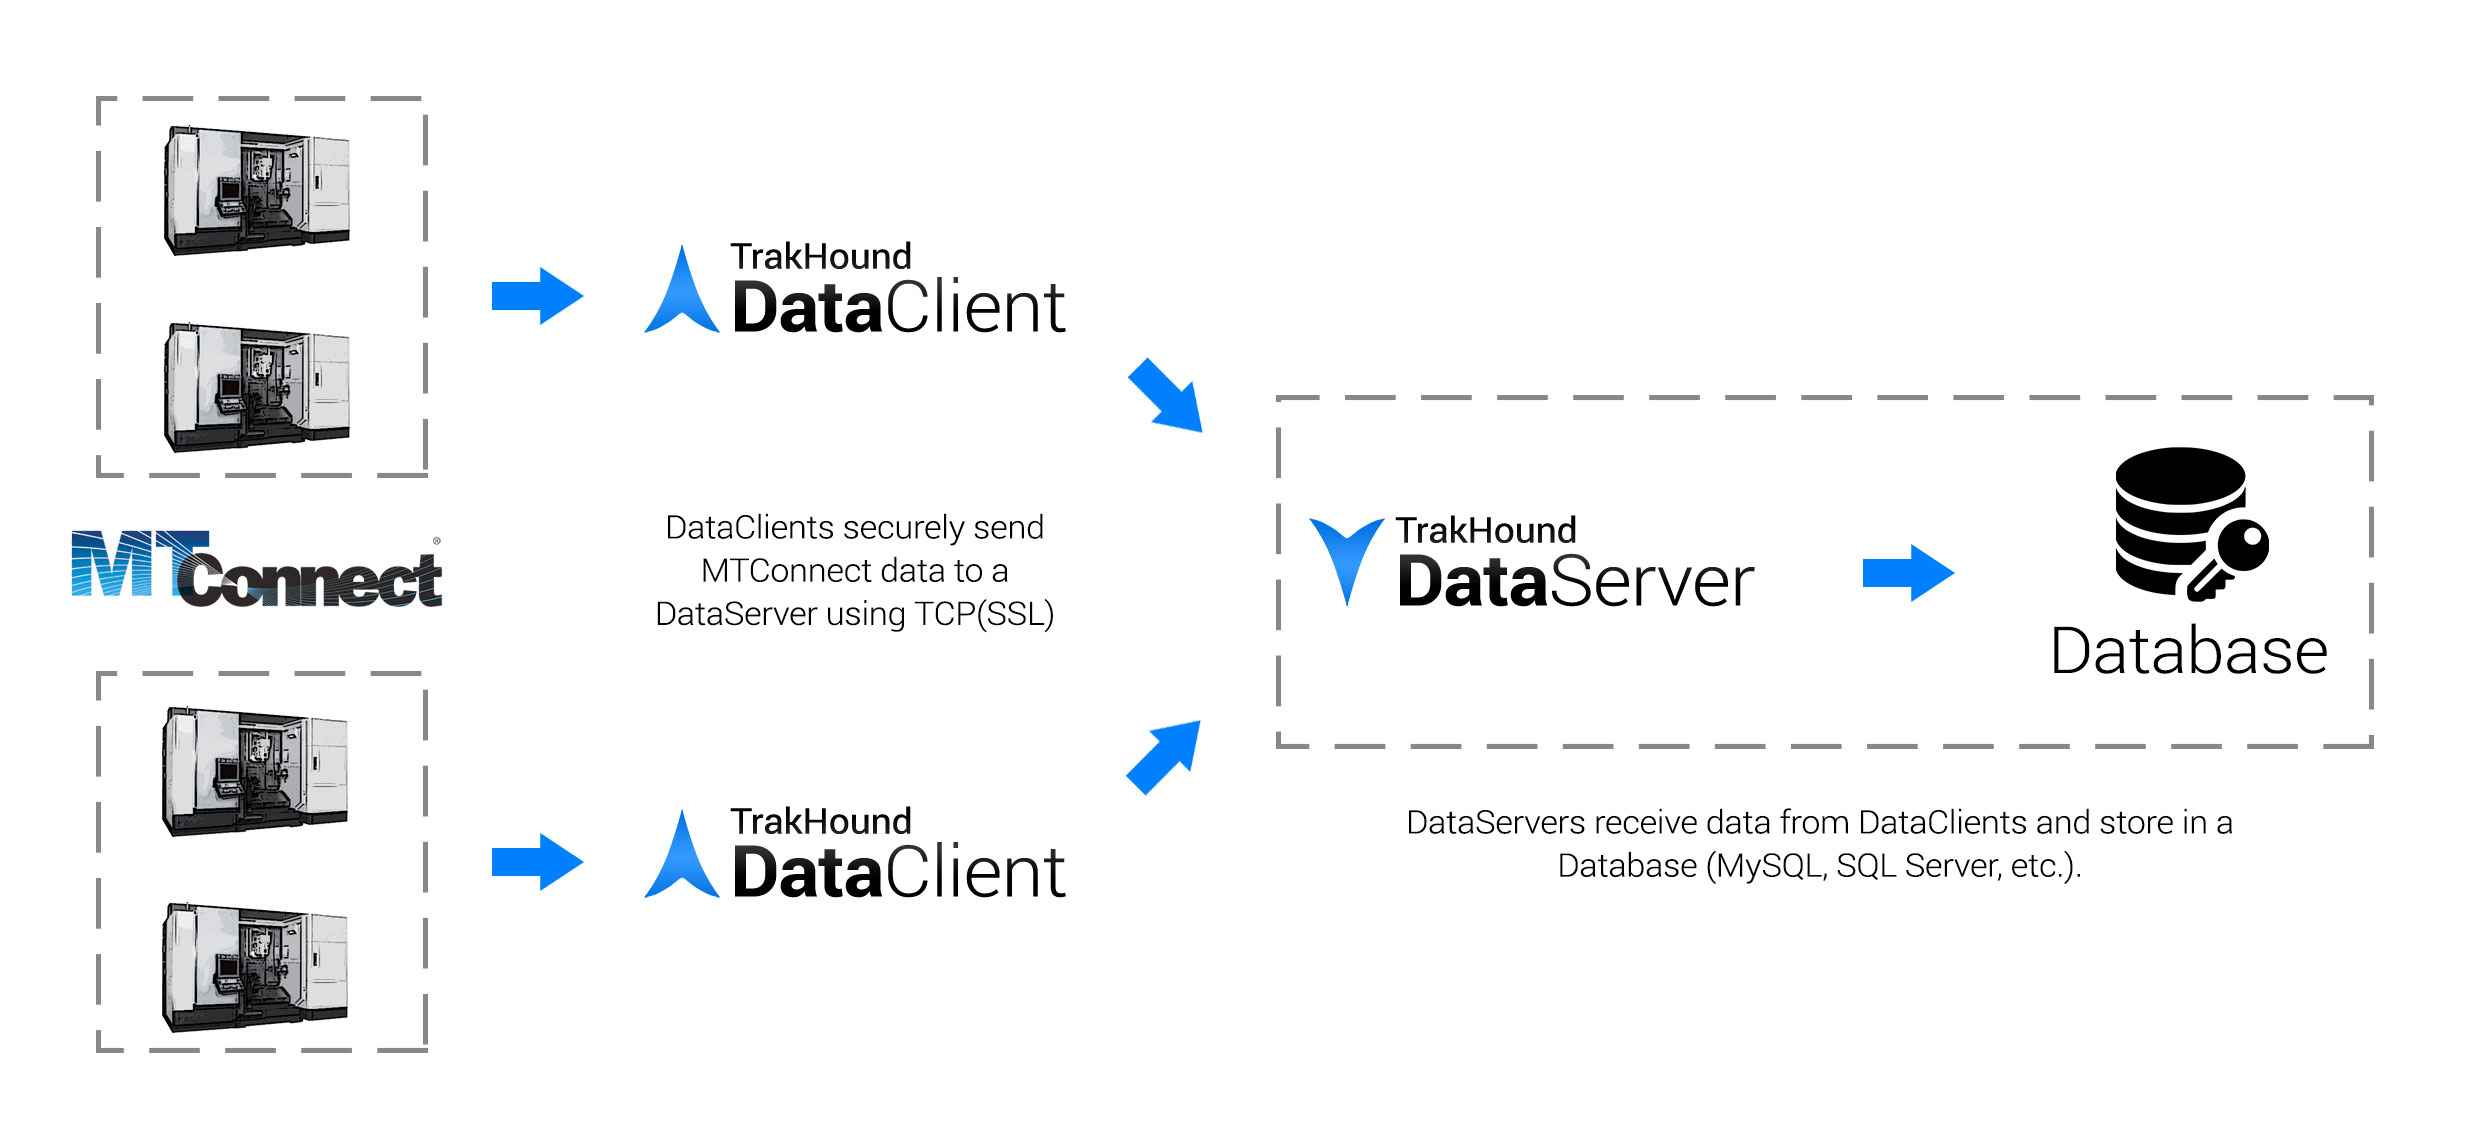 TrakHound
DataClient
MTConnect®
DataClients securely send
MTConnect data to a
DataServer using TCP(SSL)
TrakHound
DataClient
TrakHound
DataServer
Database
DataServers receive data from DataClients and store in a
Database (MySQL, SQL Server, etc.).